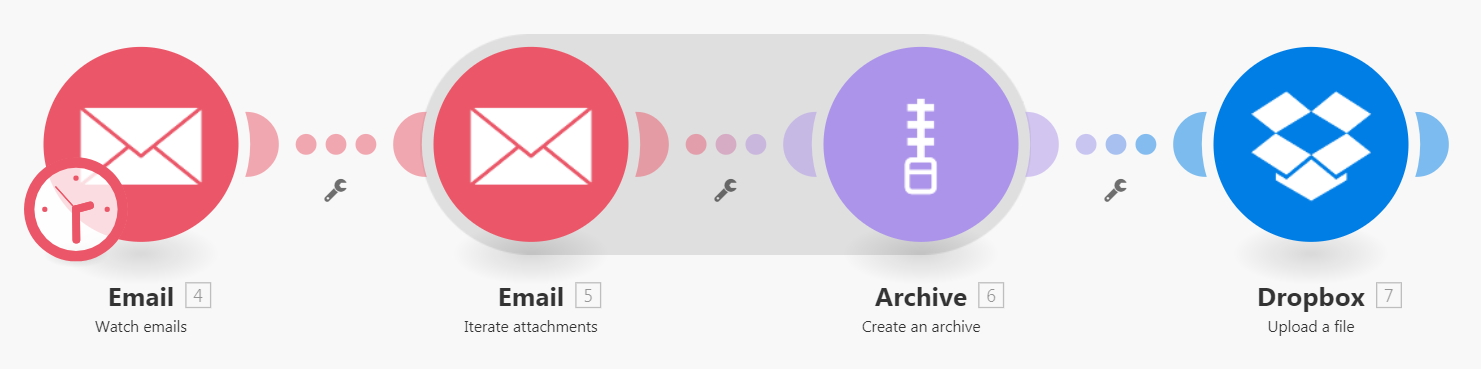 Email 4
Watch emails
Email 5
Iterate attachments
Archive 6
Create an archive
Dropbox 7
Upload a file